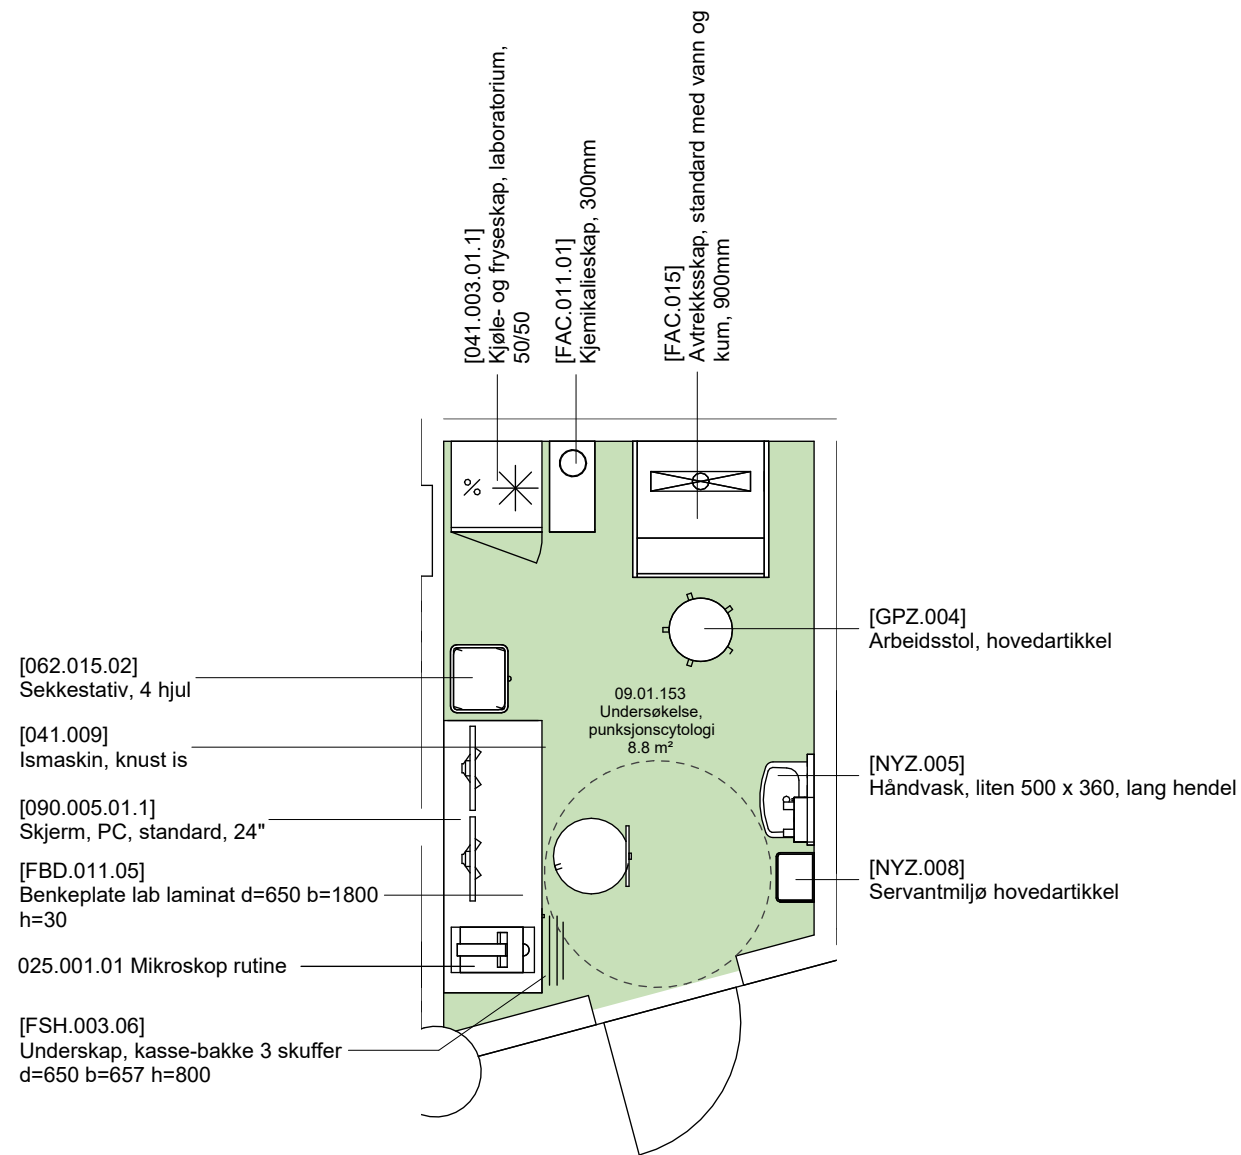 [041.003.01.1]
Kjøle- og fryseskap, laboratorium,
50/50
[FAC.011.01]
Kjemikalieskap, 300mm
[FAC.015]
Avtrekksskap, standard med vann og
kum, 900mm
%
[GPZ.004]
Arbeidsstol, hovedartikkel
[062.015.02]
Sekkestativ, 4 hjul
09.01.153
Undersøkelse,
punksjonscytologi
8.8 m²
[041.009]
Ismaskin, knust is
[NYZ.005]
Håndvask, liten 500 x 360, lang hendel
[090.005.01.1]
Skjerm, PC, standard, 24"
[FBD.011.05]
Benkeplate lab laminat d=650 b=1800
h=30
[NYZ.008]
Servantmiljø hovedartikkel
025.001.01 Mikroskop rutine
[FSH.003.06]
Underskap, kasse-bakke 3 skuffer
d=650 b=657 h=800